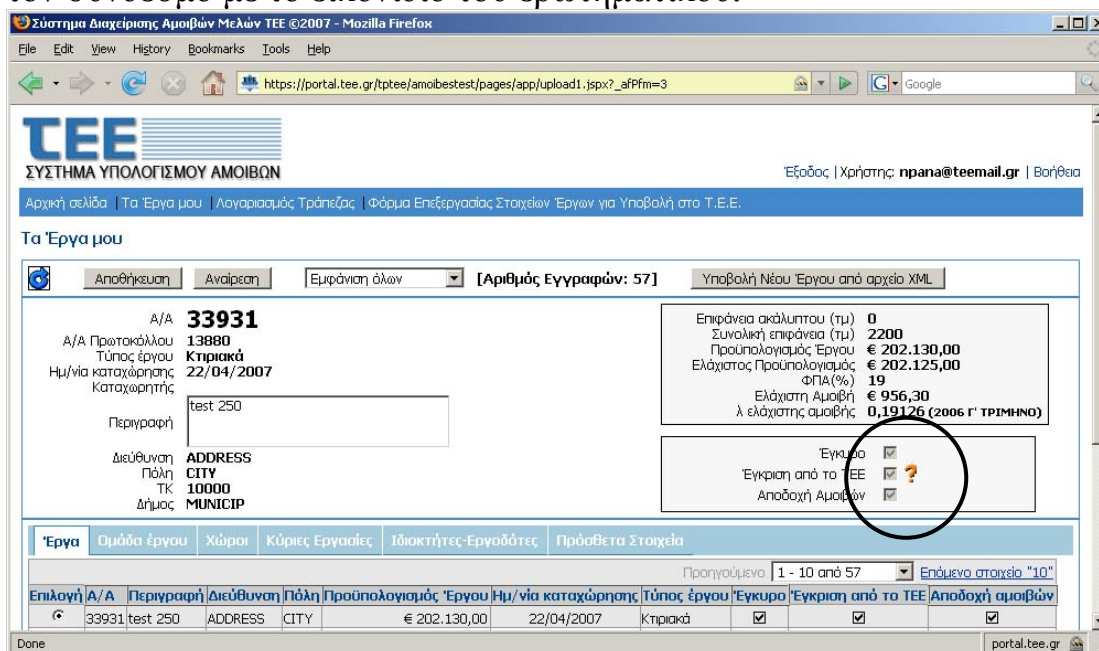 τον σύνδεσμο με το εικονίδιο του ερωτηματικού.
Σύστημα Διαχείρισης Αμοιβών Μελών ΤΕΕ ©2007 - Mozilla Firefox
File Edit View History Bookmarks Tools Help
https://portal.tee.gr/tptee/amoibestest/pages/app/upload1.jspx?_afPfm=3
G Google
ΤΕΕ
ΣΥΣΤΗΜΑ ΥΠΟΛΟΓΙΣΜΟΥ ΑΜΟΙΒΩΝ
Έξοδος | Χρήστης: npana@teemail.gr | Βοήθεια
Αρχική σελίδα | Τα Έργα μου | Λογαριασμός Τράπεζας | Φόρμα Επεξεργασίας Στοιχείων Έργων για Υποβολή στο Τ.Ε.Ε.
Τα Έργα μου
Αποθήκευση Αναίρεση Εμφάνιση όλων [Αριθμός Εγγραφών: 57] Υποβολή Νέου Έργου από αρχείο XML
Α/Α 33931
Α/Α Πρωτοκόλλου 13880
Τύπος έργου Κτιριακά
Ημ/νία καταχώρησης 22/04/2007
Καταχωρητής
Περιγραφή test 250
Διεύθυνση ADDRESS
Πόλη CITY
ΤΚ 10000
Δήμος MUNICIP
Επιφάνεια ακάλυπτου (τμ) 0
Συνολική επιφάνεια (τμ) 2200
Προϋπολογισμός Έργου € 202.130,00
Ελάχιστος Προϋπολογισμός € 202.125,00
ΦΠΑ(%) 19
Ελάχιστη Αμοιβή € 956,30
λ ελάχιστης αμοιβής 0,19126 (2006 Γ' ΤΡΙΜΗΝΟ)
Έγκυρο
Έγκριση από το ΤΕΕ ?
Αποδοχή Αμοιβών
Έργα Ομάδα έργου Χώροι Κύριες Εργασίες Ιδιοκτήτες-Εργοδότες Πρόσθετα Στοιχεία
Προηγούμενο 1 - 10 από 57 Επόμενο στοιχείο "10"
Επιλογή Α/Α Περιγραφή Διεύθυνση Πόλη Προϋπολογισμός Έργου Ημ/νία καταχώρησης Τύπος έργου Έγκυρο Έγκριση από το ΤΕΕ Αποδοχή αμοιβών
33931 test 250 ADDRESS CITY € 202.130,00 22/04/2007 Κτιριακά
Done portal.tee.gr